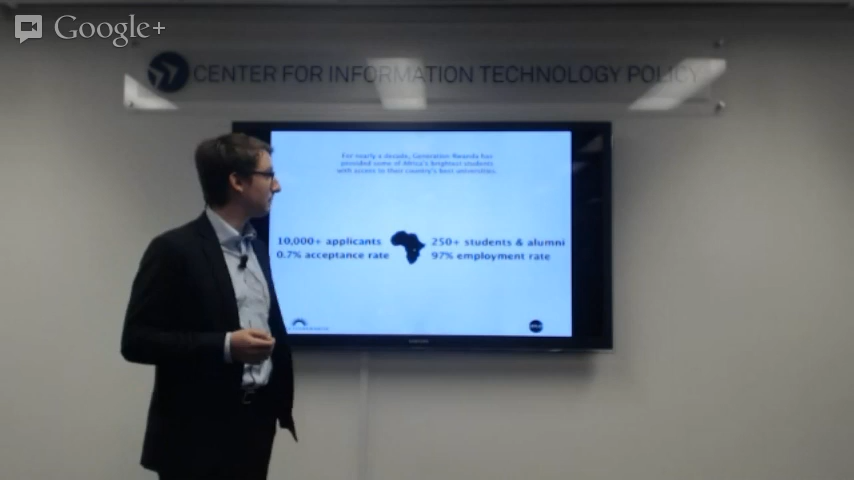 Google+
CENTER FOR INFORMATION TECHNOLOGY POLICY
For nearly a decade, Generation Rwanda has
provided some of Africa's brightest students
with access to their country's best universities.
10,000+ applicants
0.7% acceptance rate
250+ students & alumni
97% employment rate
SAMSUNG